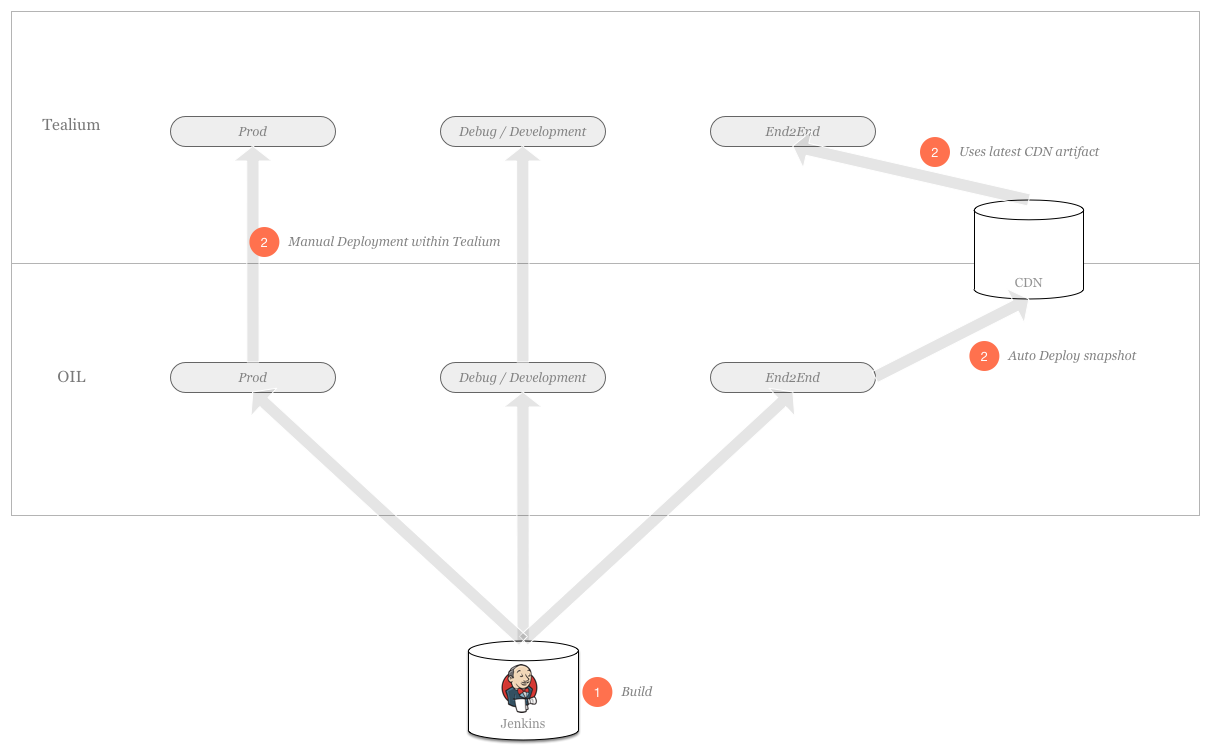 Tealium
Prod
Debug / Development
End2End
2
Uses latest CDN artifact
2
Manual Deployment within Tealium
CDN
2
Auto Deploy snapshot
OIL
Prod
Debug / Development
End2End
Jenkins
1
Build